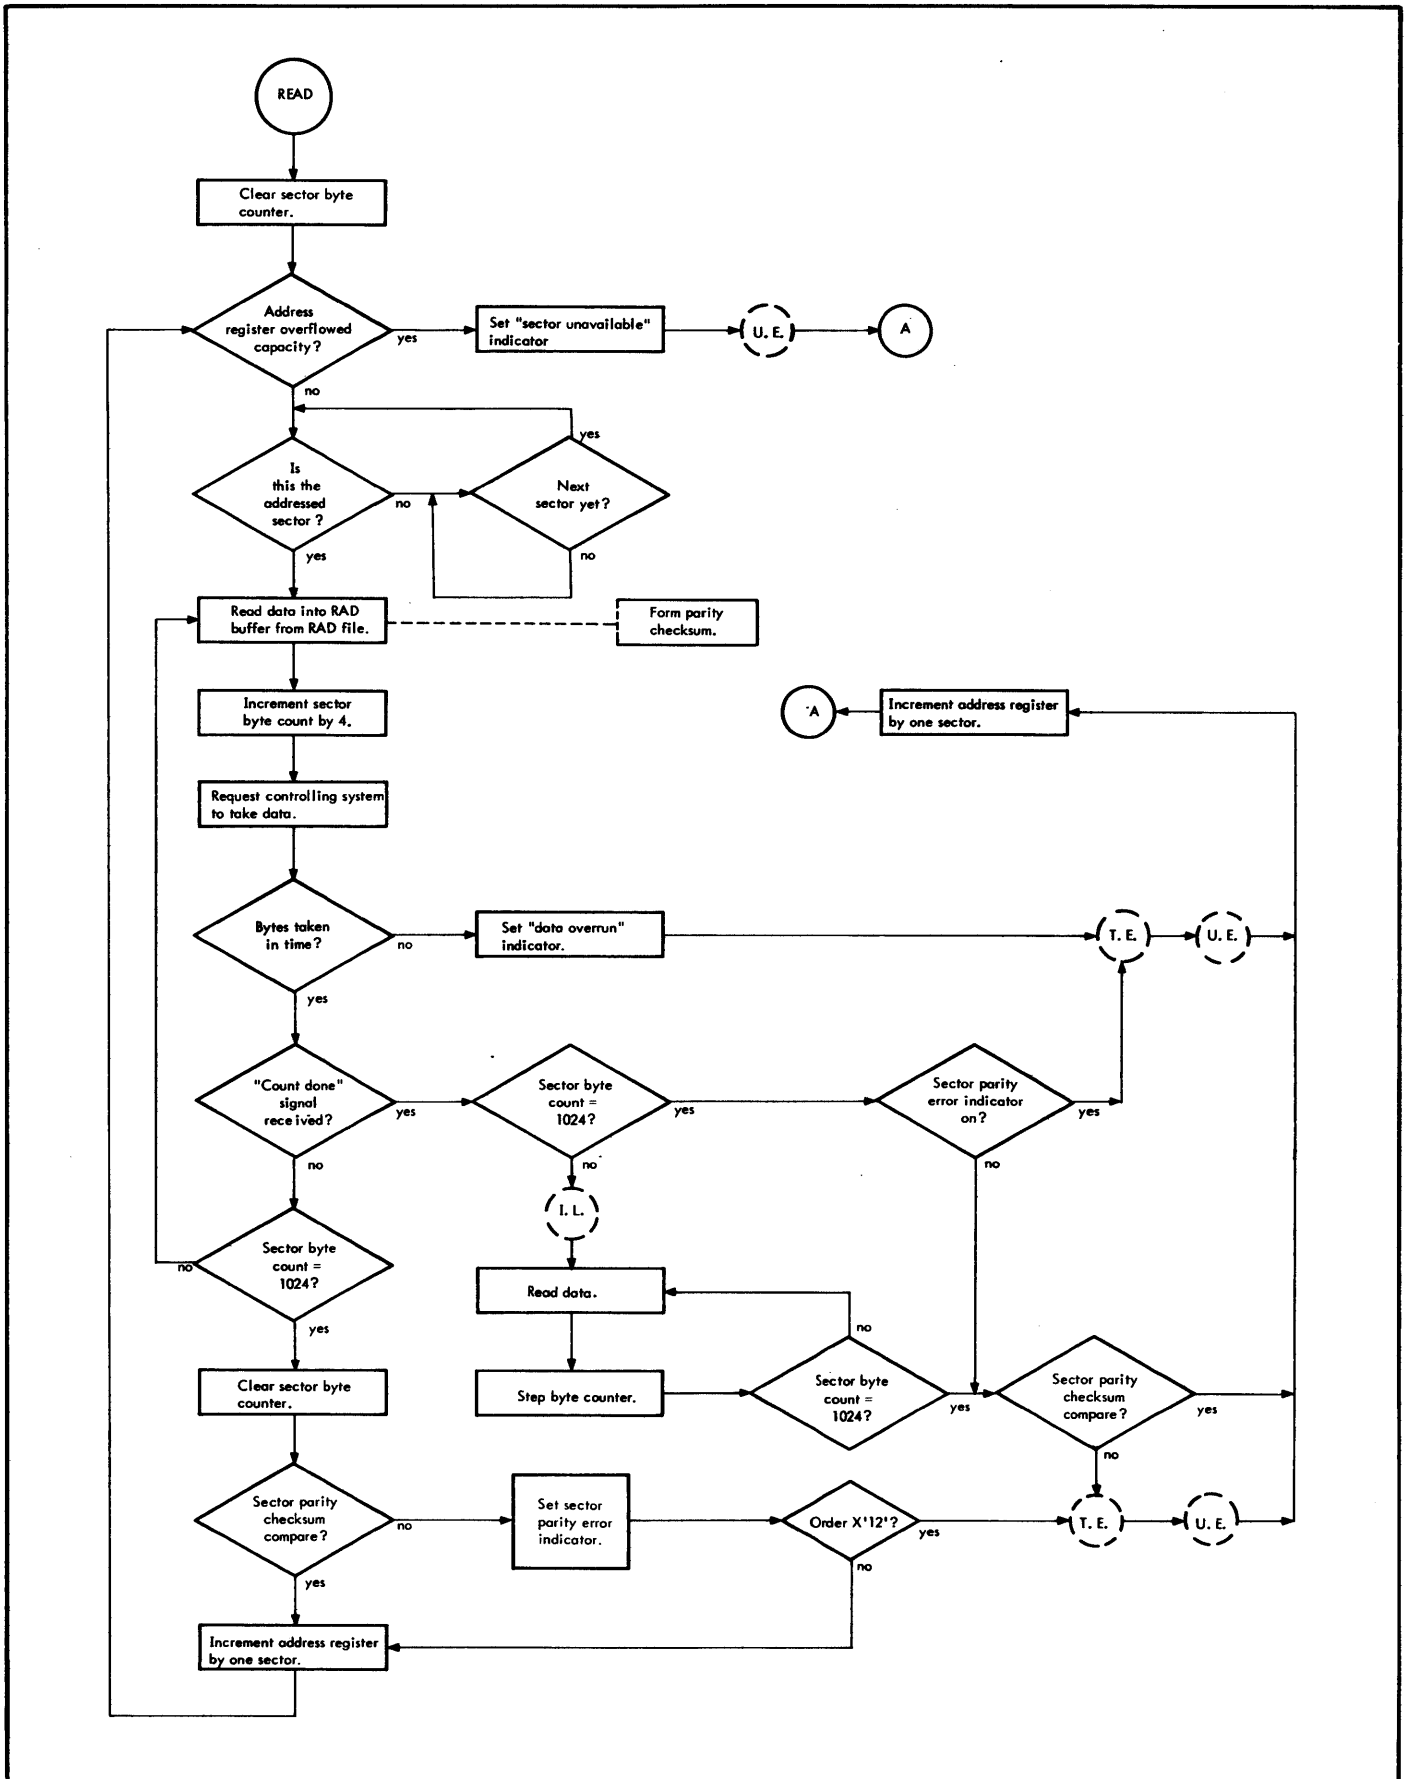 READ
Clear sector byte
counter.
Address
register overflowed
capacity?
yes
Set "sector unavailable"
indicator
U. E.
A
no
yes
Is
this the
addressed
sector ?
no
Next
sector yet?
yes
no
Read data into RAD
buffer from RAD file.
Form parity
checksum.
Increment sector
byte count by 4.
A
Increment address register
by one sector.
Request controlling system
to take data.
Bytes taken
in time?
no
Set "data overrun"
indicator.
T. E.
U. E.
yes
"Count done"
signal
received?
yes
Sector byte
count =
1024?
yes
Sector parity
error indicator
on?
yes
no
no
no
I. L.
Sector byte
count =
1024?
no
Read data.
yes
no
Clear sector byte
counter.
Step byte counter.
Sector byte
count =
1024?
yes
Sector parity
checksum
compare?
yes
no
Sector parity
checksum
compare?
no
Set sector
parity error
indicator.
Order X'12'?
yes
T. E.
U. E.
yes
no
Increment address register
by one sector.